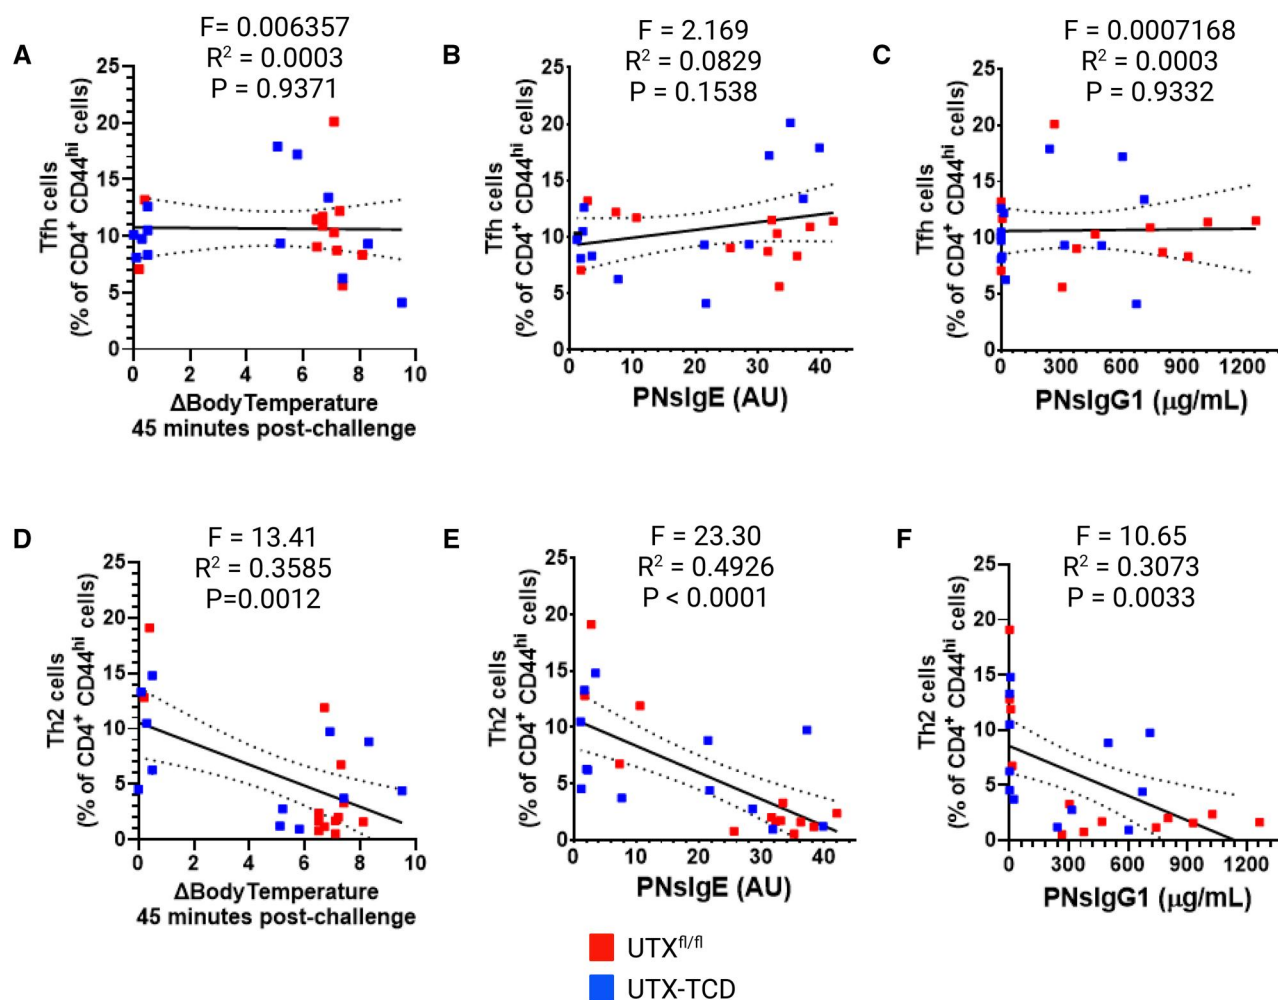 A
F= 0.006357
R² = 0.0003
P = 0.9371
Tfh cells
(% of CD4⁺ CD44ʰⁱ cells)
25
20
15
10
5
0
0 2 4 6 8 10
ΔBodyTemperature
45 minutes post-challenge
B
F = 2.169
R² = 0.0829
P = 0.1538
Tfh cells
(% of CD4⁺ CD44ʰⁱ cells)
25
20
15
10
5
0
0 10 20 30 40
PNsIgE (AU)
C
F = 0.0007168
R² = 0.0003
P = 0.9332
Tfh cells
(% of CD4⁺ CD44ʰⁱ cells)
25
20
15
10
5
0
0 300 600 900 1200
PNsIgG1 (μg/mL)
D
F = 13.41
R² = 0.3585
P=0.0012
Th2 cells
(% of CD4⁺ CD44ʰⁱ cells)
25
20
15
10
5
0
0 2 4 6 8 10
ΔBodyTemperature
45 minutes post-challenge
E
F = 23.30
R² = 0.4926
P < 0.0001
Th2 cells
(% of CD4⁺ CD44ʰⁱ cells)
25
20
15
10
5
0
0 10 20 30 40
PNsIgE (AU)
F
F = 10.65
R² = 0.3073
P = 0.0033
Th2 cells
(% of CD4⁺ CD44ʰⁱ cells)
25
20
15
10
5
0
0 300 600 900 1200
PNsIgG1 (μg/mL)
UTXᶠˡ/ᶠˡ
UTX-TCD